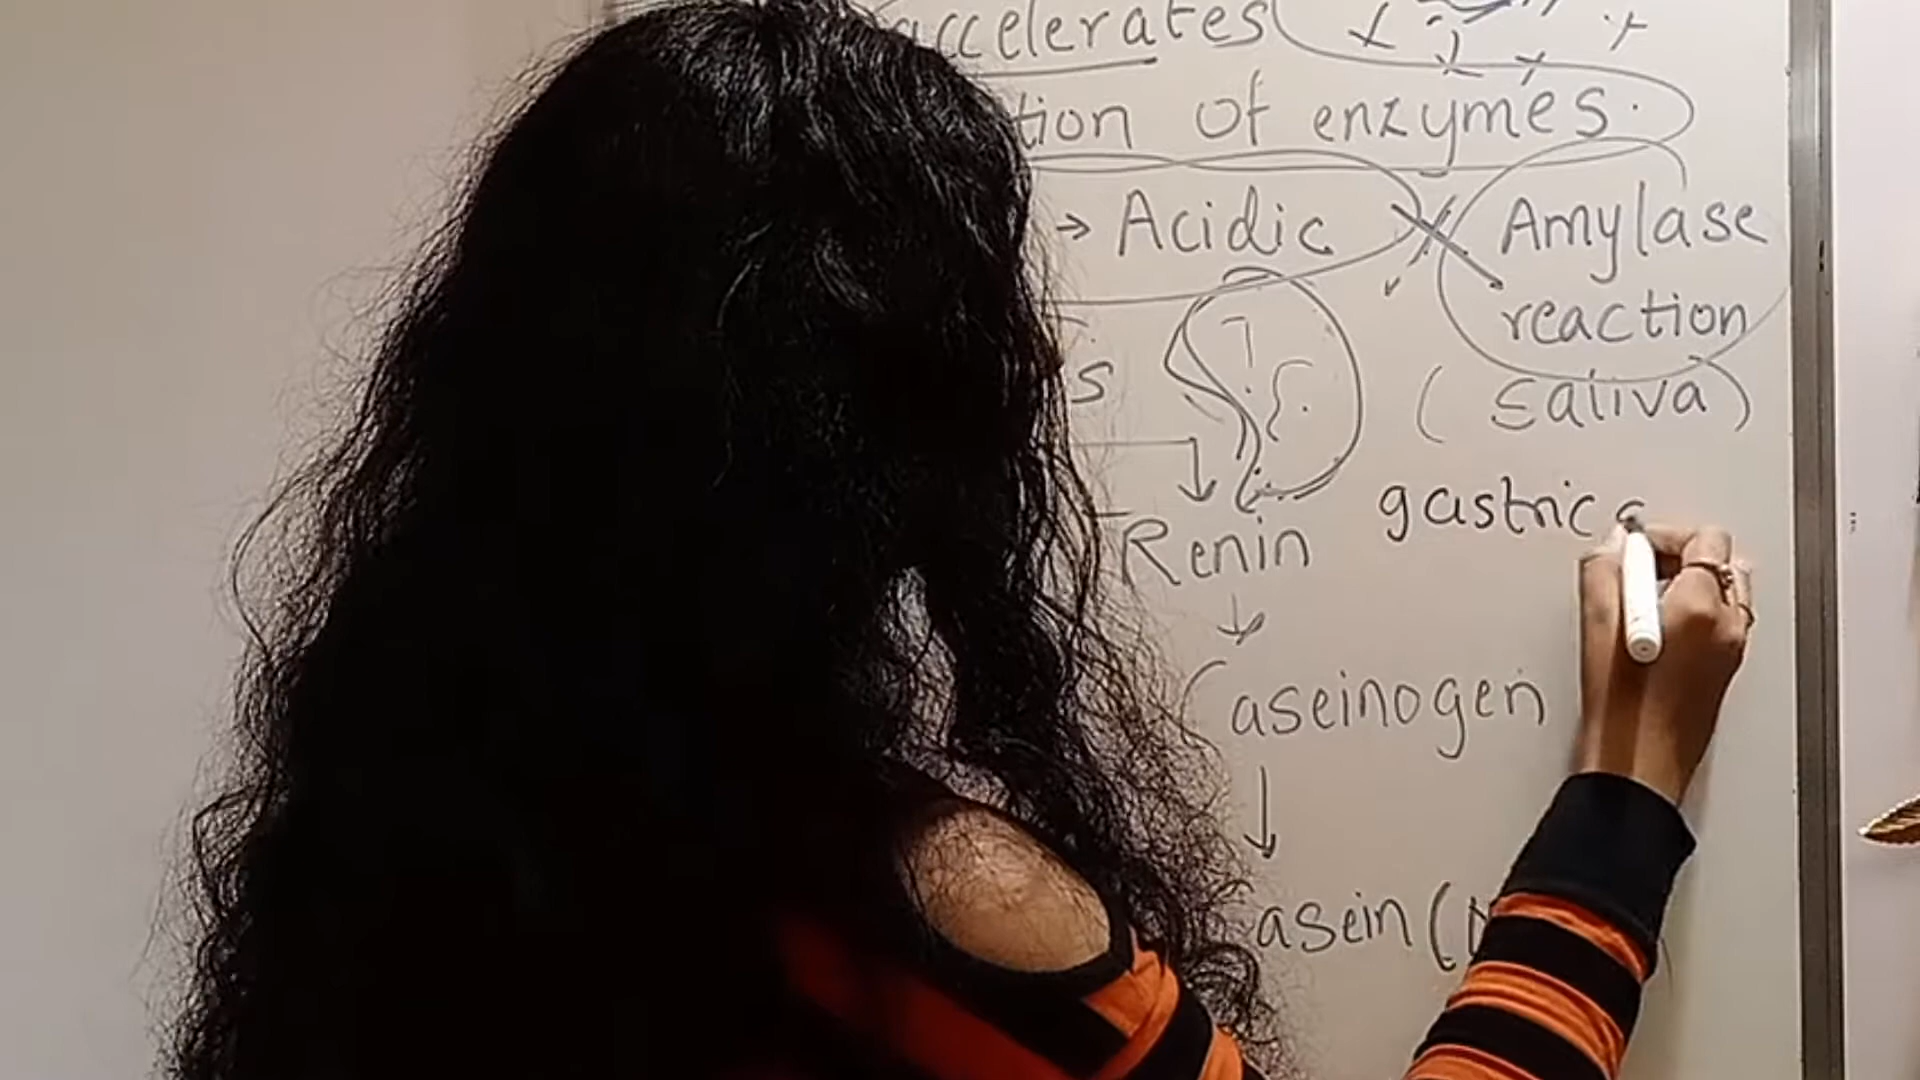 accelerates
tion of enzymes.
→ Acidic
Amylase
reaction
(saliva)
s
gastric
Renin
Caseinogen
asein (